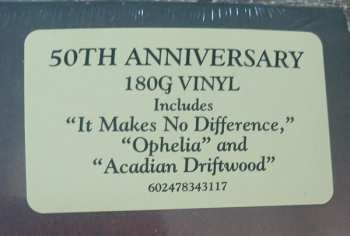 50TH ANNIVERSARY
180G VINYL
Includes
“It Makes No Difference,”
“Ophelia” and
“Acadian Driftwood”
602478343117